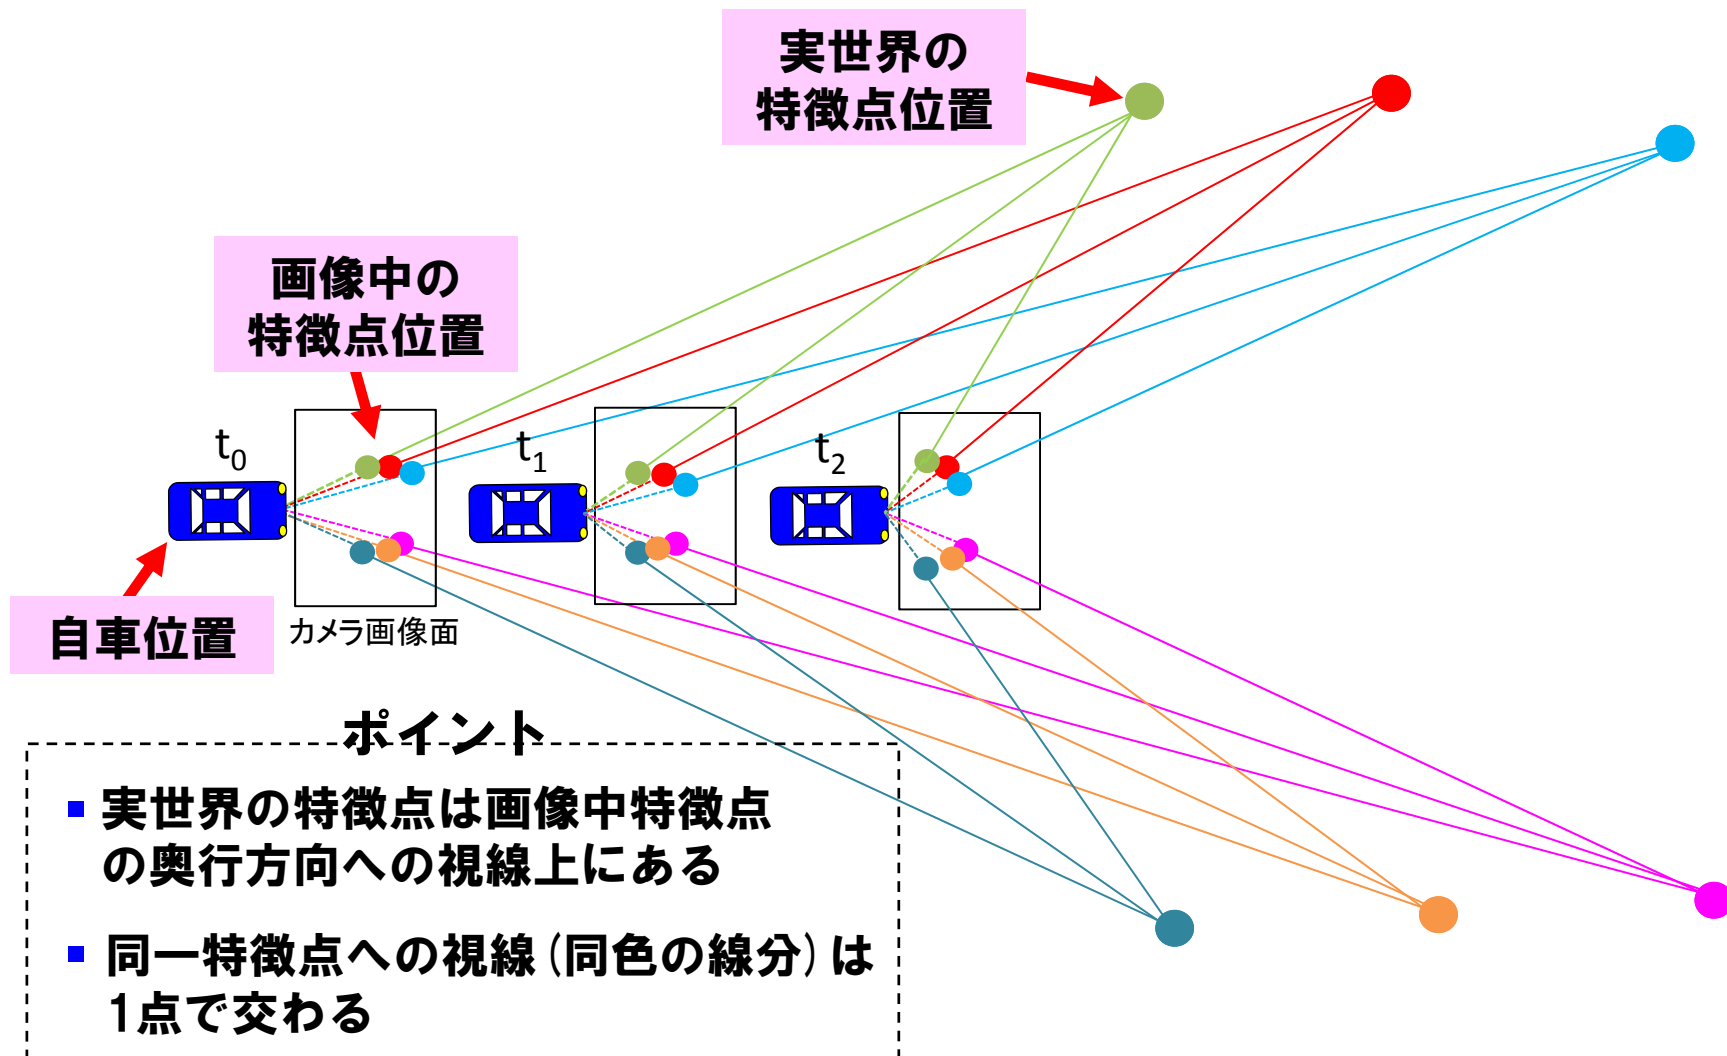 実世界の
特徴点位置
画像中の
特徴点位置
t0
t1
t2
自車位置
カメラ画像面
ポイント
実世界の特徴点は画像中特徴点
の奥行方向への視線上にある
同一特徴点への視線(同色の線分)は
1点で交わる